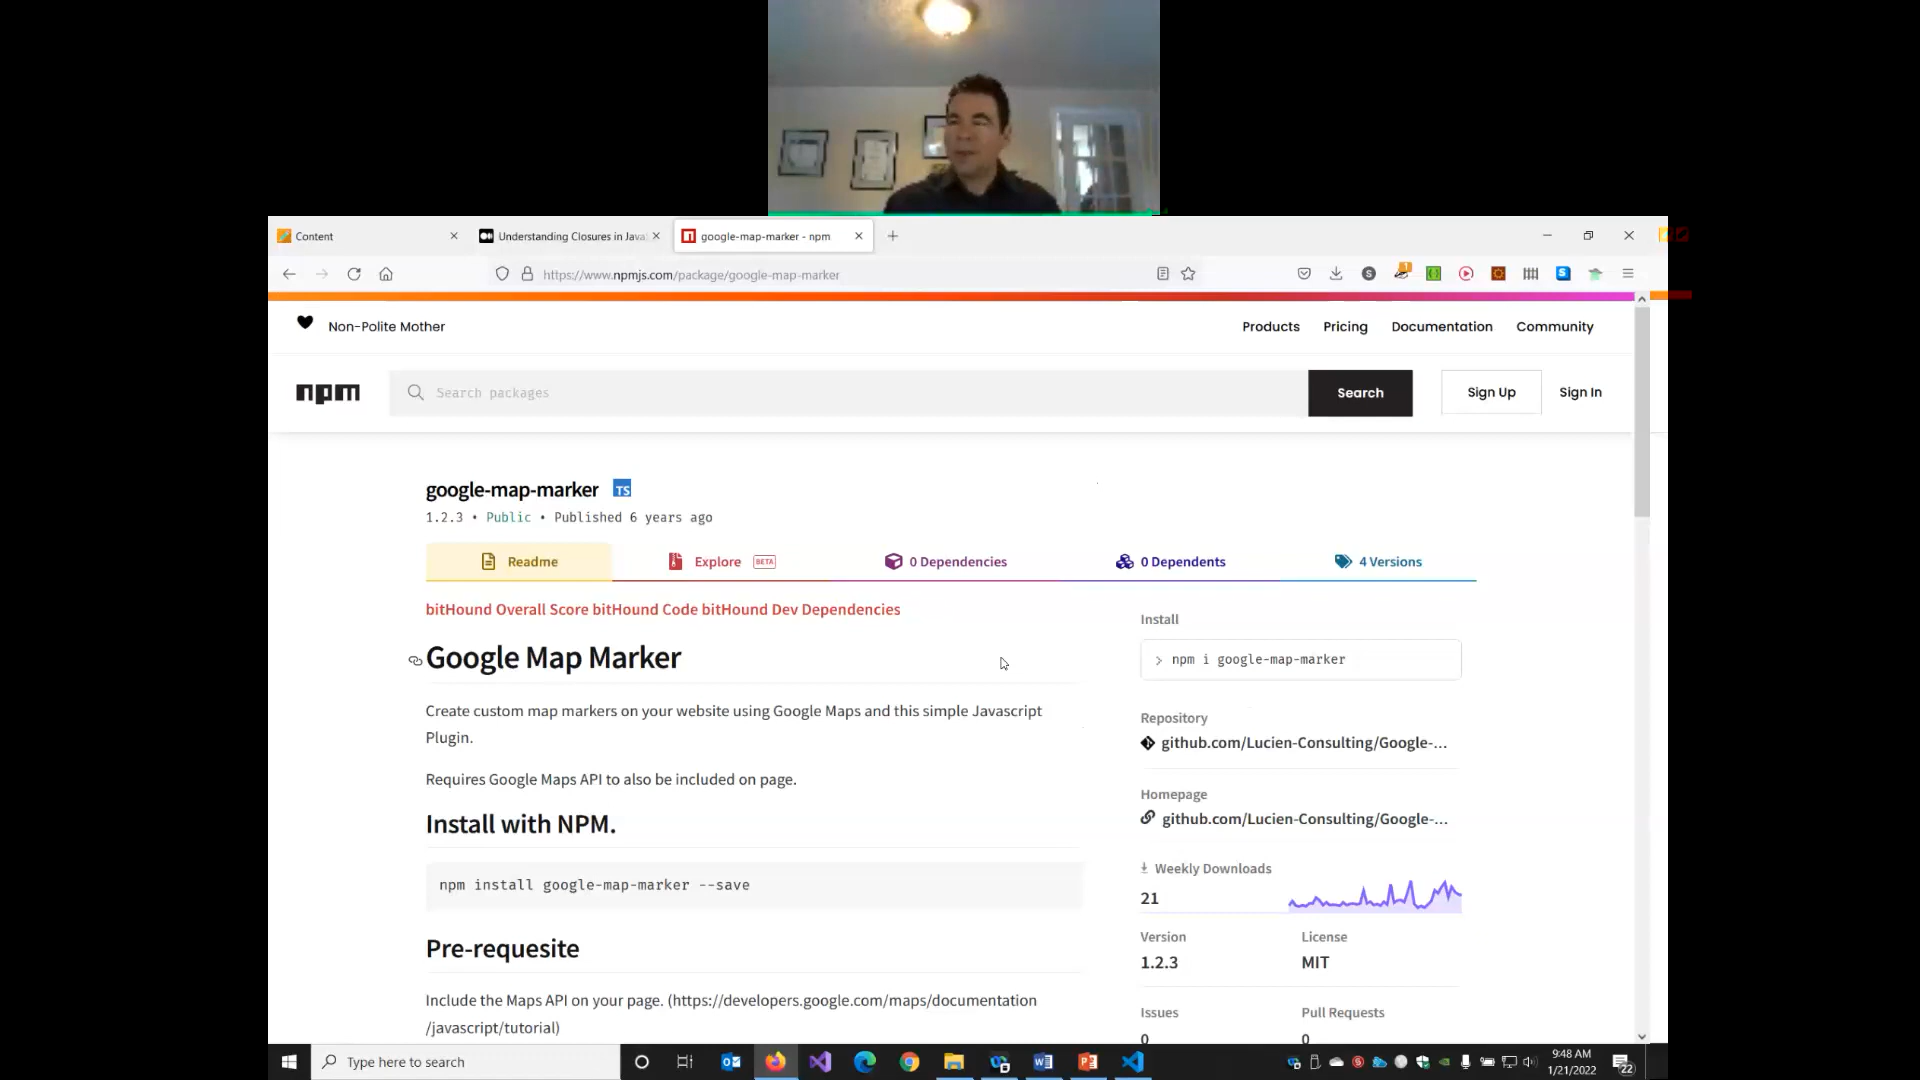 Content
Understanding Closures in Java
google-map-marker - npm
https://www.npmjs.com/package/google-map-marker
Non-Polite Mother
Products Pricing Documentation Community
npm
Search packages
Search
Sign Up
Sign In
google-map-marker TS
1.2.3 • Public • Published 6 years ago
Readme
Explore BETA
0 Dependencies
0 Dependents
4 Versions
bitHound Overall Score bitHound Code bitHound Dev Dependencies
Google Map Marker
Create custom map markers on your website using Google Maps and this simple Javascript
Plugin.
Requires Google Maps API to also be included on page.
Install with NPM.
npm install google-map-marker --save
Pre-requesite
Include the Maps API on your page. (https://developers.google.com/maps/documentation
/javascript/tutorial)
Install
> npm i google-map-marker
Repository
github.com/Lucien-Consulting/Google-...
Homepage
github.com/Lucien-Consulting/Google-...
Weekly Downloads
21
Version License
1.2.3 MIT
Issues Pull Requests
0 0
Type here to search
9:48 AM
1/21/2022
22